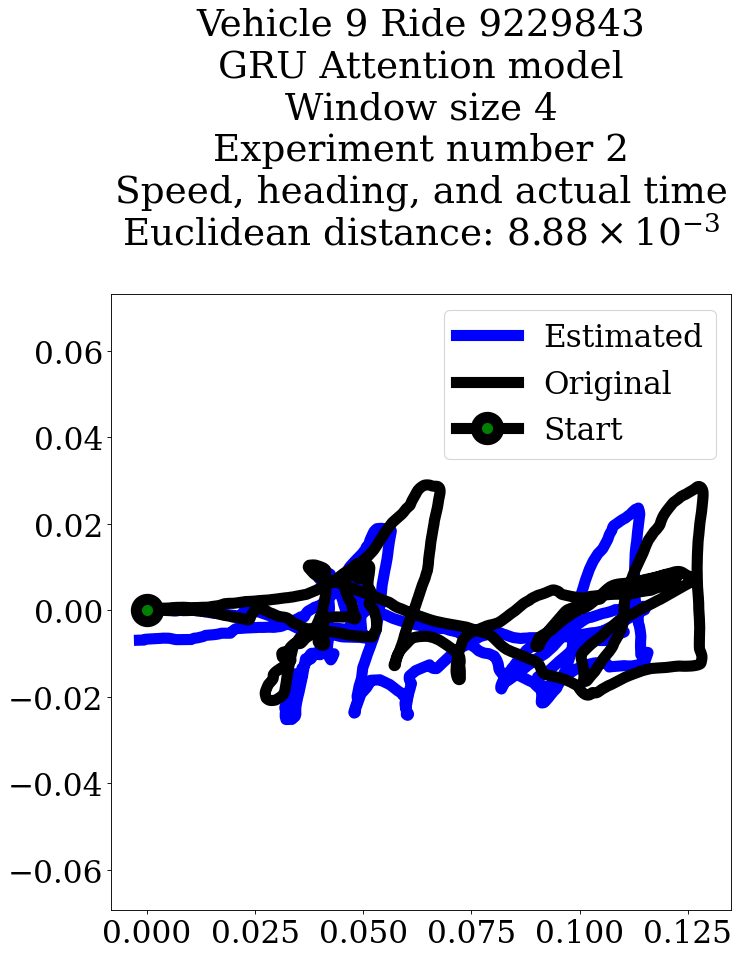 Vehicle 9 Ride 9229843
GRU Attention model
Window size 4
Experiment number 2
Speed, heading, and actual time
Euclidean distance: 8.88 × 10⁻³
Estimated
Original
Start
0.06
0.04
0.02
0.00
−0.02
−0.04
−0.06
0.000 0.025 0.050 0.075 0.100 0.125